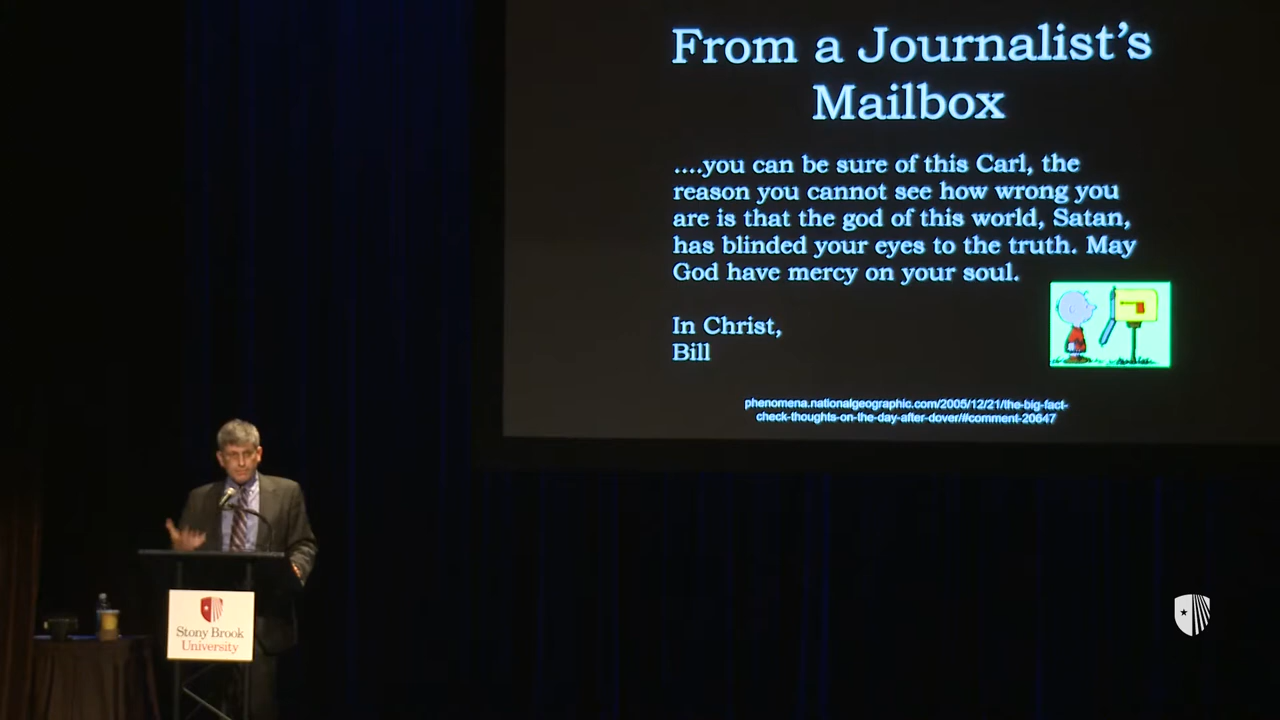 From a Journalist's
Mailbox
....you can be sure of this Carl, the
reason you cannot see how wrong you
are is that the god of this world, Satan,
has blinded your eyes to the truth. May
God have mercy on your soul.
In Christ,
Bill
phenomena.nationalgeographic.com/2005/12/21/the-big-fact-
check-thoughts-on-the-day-after-dover/#comment-20647
Stony Brook
University